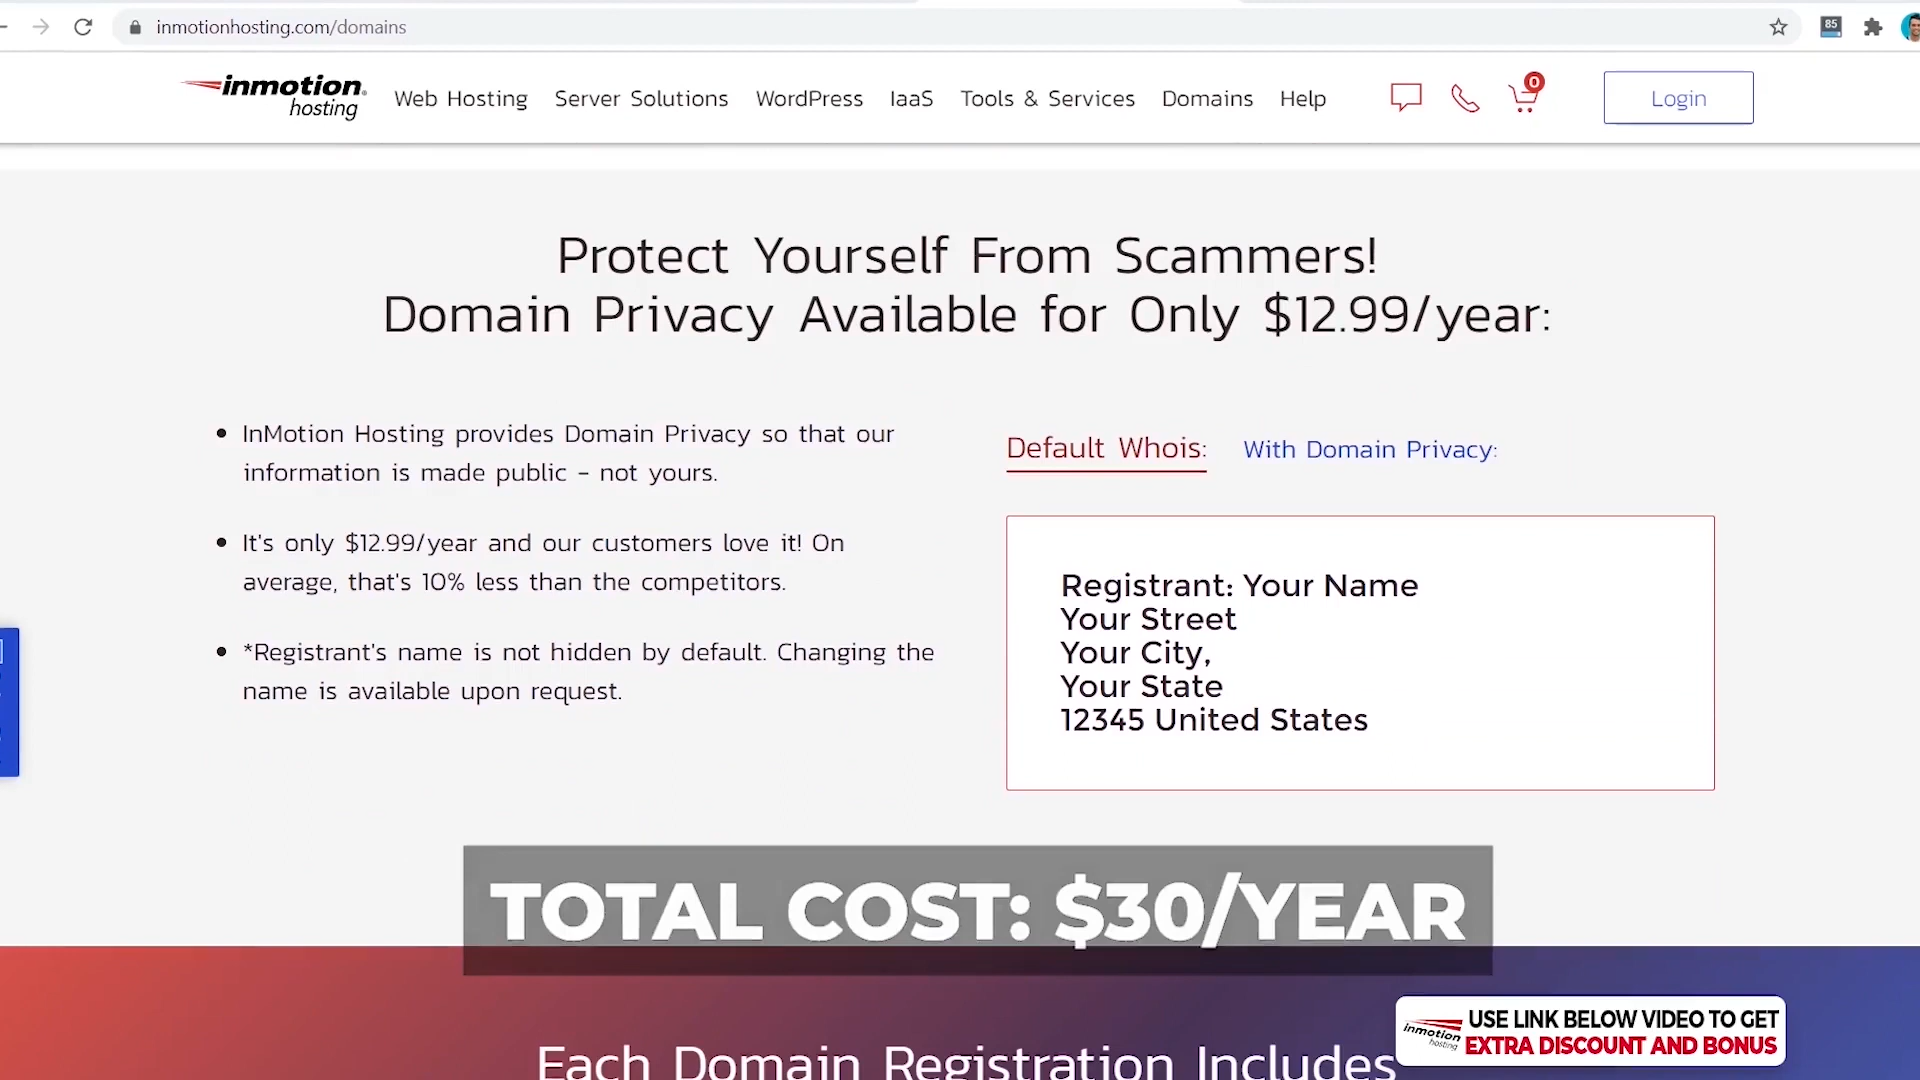 inmotionhosting.com/domains
85
inmotion
hosting
Web Hosting
Server Solutions
WordPress
IaaS
Tools & Services
Domains
Help
0
Login
Protect Yourself From Scammers!
Domain Privacy Available for Only $12.99/year:
InMotion Hosting provides Domain Privacy so that our
information is made public - not yours.
It's only $12.99/year and our customers love it! On
average, that's 10% less than the competitors.
*Registrant's name is not hidden by default. Changing the
name is available upon request.
Default Whois:
With Domain Privacy:
Registrant: Your Name
Your Street
Your City,
Your State
12345 United States
TOTAL COST: $30/YEAR
Each Domain Registration Includes
inmotion
hosting
USE LINK BELOW VIDEO TO GET
EXTRA DISCOUNT AND BONUS